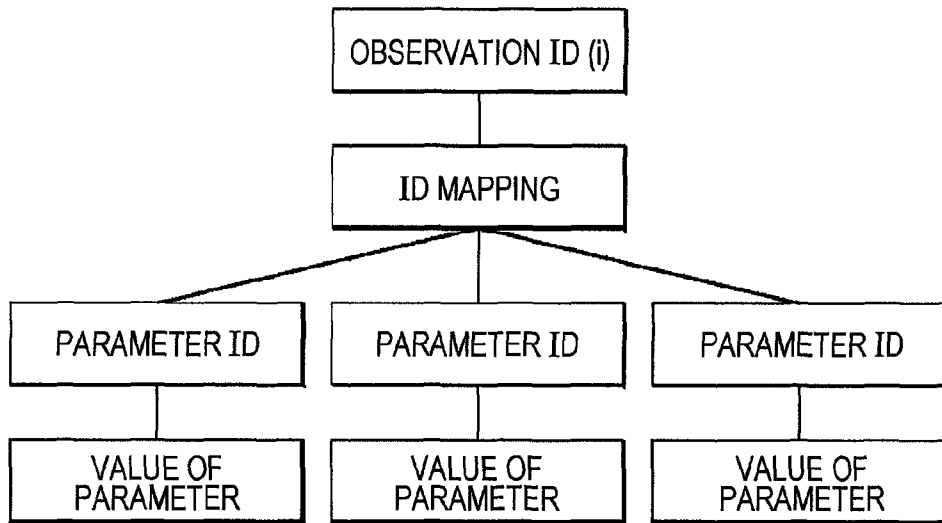 OBSERVATION ID (i)
ID MAPPING
PARAMETER ID
PARAMETER ID
PARAMETER ID
VALUE OF
PARAMETER
VALUE OF
PARAMETER
VALUE OF
PARAMETER